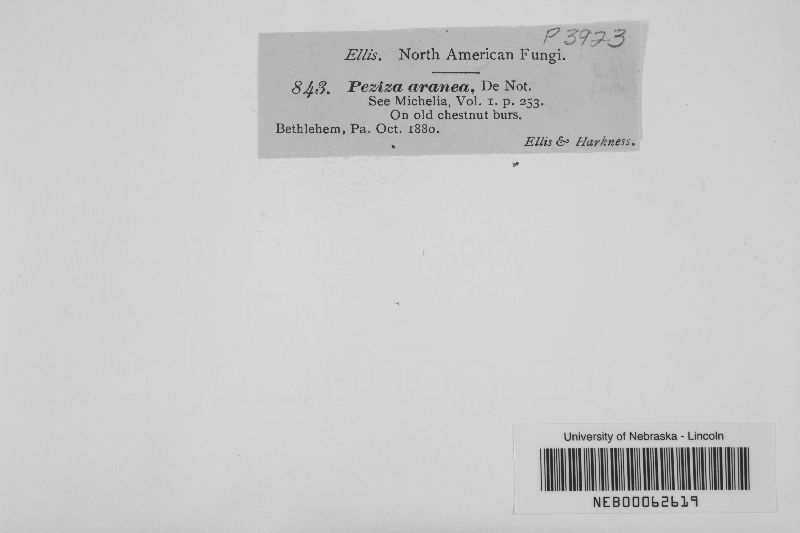 P 3923
Ellis. North American Fungi.
843. Peziza aranea, De Not.
See Michelia, Vol. 1. p. 253.
On old chestnut burs.
Bethlehem, Pa. Oct. 1880.
Ellis & Harkness.
University of Nebraska - Lincoln
NEB00062619